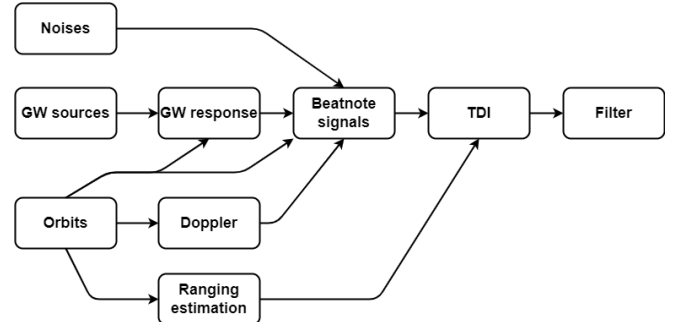 Noises
GW sources
GW response
Beatnote
signals
TDI
Filter
Orbits
Doppler
Ranging
estimation